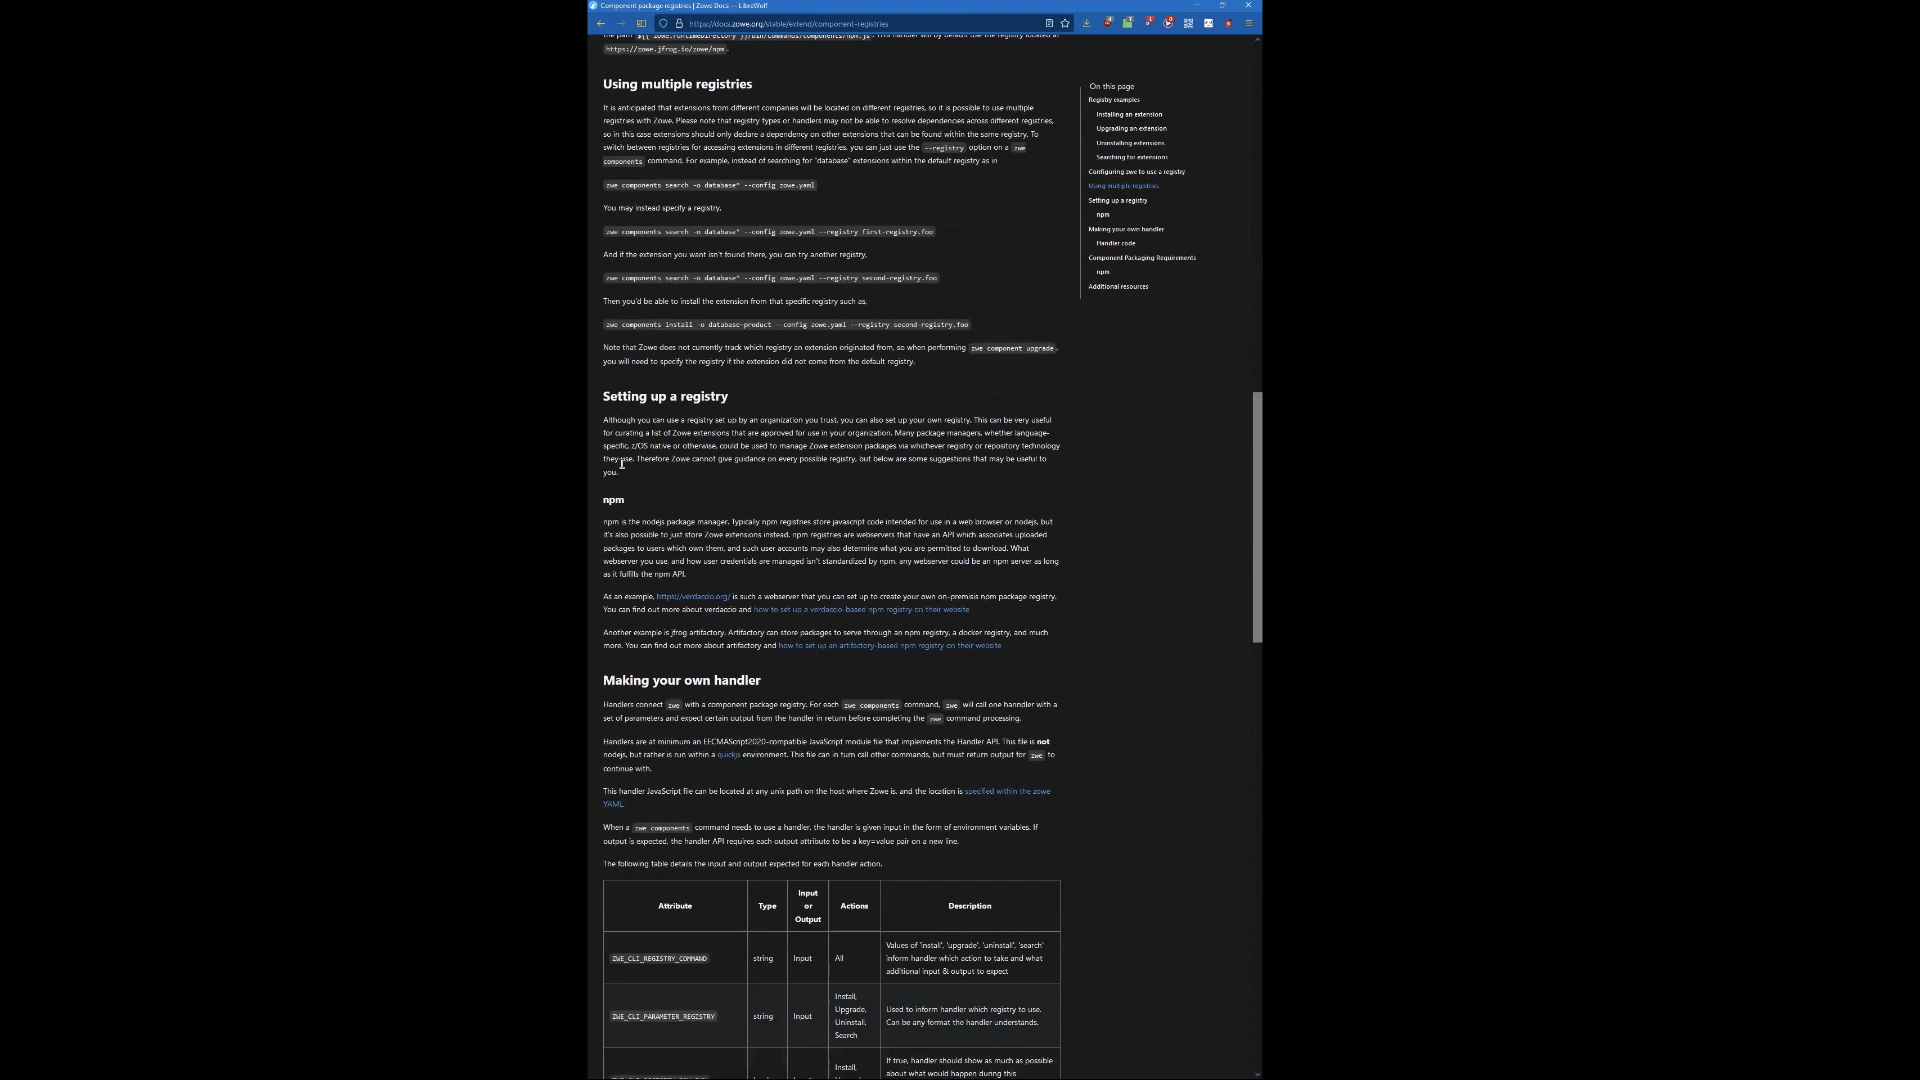 Component package registries | Zowe Docs — LibreWolf
https://docs.zowe.org/stable/extend/component-registries
the path ${{ zowe.runtimeDirectory }}/bin/commands/components/npm.js. This handler will by default use the registry located at
https://zowe.jfrog.io/zowe/npm.
Using multiple registries
It is anticipated that extensions from different companies will be located on different registries, so it is possible to use multiple
registries with Zowe. Please note that registry types or handlers may not be able to resolve dependencies across different registries,
so in this case extensions should only declare a dependency on other extensions that can be found within the same registry. To
switch between registries for accessing extensions in different registries, you can just use the --registry option on a zwe
components command. For example, instead of searching for "database" extensions within the default registry as in
zwe components search -o database* --config zowe.yaml
You may instead specify a registry,
zwe components search -o database* --config zowe.yaml --registry first-registry.foo
And if the extension you want isn't found there, you can try another registry,
zwe components search -o database* --config zowe.yaml --registry second-registry.foo
Then you'd be able to install the extension from that specific registry such as,
zwe components install -o database-product --config zowe.yaml --registry second-registry.foo
Note that Zowe does not currently track which registry an extension originated from, so when performing zwe component upgrade,
you will need to specify the registry if the extension did not come from the default registry.
Setting up a registry
Although you can use a registry set up by an organization you trust, you can also set up your own registry. This can be very useful
for curating a list of Zowe extensions that are approved for use in your organization. Many package managers, whether language-
specific, z/OS native or otherwise, could be used to manage Zowe extension packages via whichever registry or repository technology
they use. Therefore Zowe cannot give guidance on every possible registry, but below are some suggestions that may be useful to
you.
npm
npm is the nodejs package manager. Typically npm registries store javascript code intended for use in a web browser or nodejs, but
it's also possible to just store Zowe extensions instead. npm registries are webservers that have an API which associates uploaded
packages to users which own them, and such user accounts may also determine what you are permitted to download. What
webserver you use, and how user credentials are managed isn't standardized by npm, any webserver could be an npm server as long
as it fulfills the npm API.
As an example, https://verdaccio.org/ is such a webserver that you can set up to create your own on-premisis npm package registry.
You can find out more about verdaccio and how to set up a verdaccio-based npm registry on their website
Another example is jfrog artifactory. Artifactory can store packages to serve through an npm registry, a docker registry, and much
more. You can find out more about artifactory and how to set up an artifactory-based npm registry on their website
Making your own handler
Handlers connect zwe with a component package registry. For each zwe components command, zwe will call one hanndler with a
set of parameters and expect certain output from the handler in return before completing the zwe command processing.
Handlers are at minimum an EECMAScript2020-compatible JavaScript module file that implements the Handler API. This file is not
nodejs, but rather is run within a quickjs environment. This file can in turn call other commands, but must return output for zwe to
continue with.
This handler JavaScript file can be located at any unix path on the host where Zowe is, and the location is specified within the zowe
YAML.
When a zwe components command needs to use a handler, the handler is given input in the form of environment variables. If
output is expected, the handler API requires each output attribute to be a key=value pair on a new line.
The following table details the input and output expected for each handler action.
Attribute
Type
Input
or
Output
Actions
Description
ZWE_CLI_REGISTRY_COMMAND
string
Input
All
Values of 'install', 'upgrade', 'uninstall', 'search'
inform handler which action to take and what
additional input & output to expect
ZWE_CLI_PARAMETER_REGISTRY
string
Input
Install,
Upgrade,
Uninstall,
Search
Used to inform handler which registry to use.
Can be any format the handler understands.
Install,
If true, handler should show as much as possible
about what would happen during this
On this page
Registry examples
Installing an extension
Upgrading an extension
Uninstalling extensions
Searching for extensions
Configuring zwe to use a registry
Using multiple registries
Setting up a registry
npm
Making your own handler
Handler code
Component Packaging Requirements
npm
Additional resources